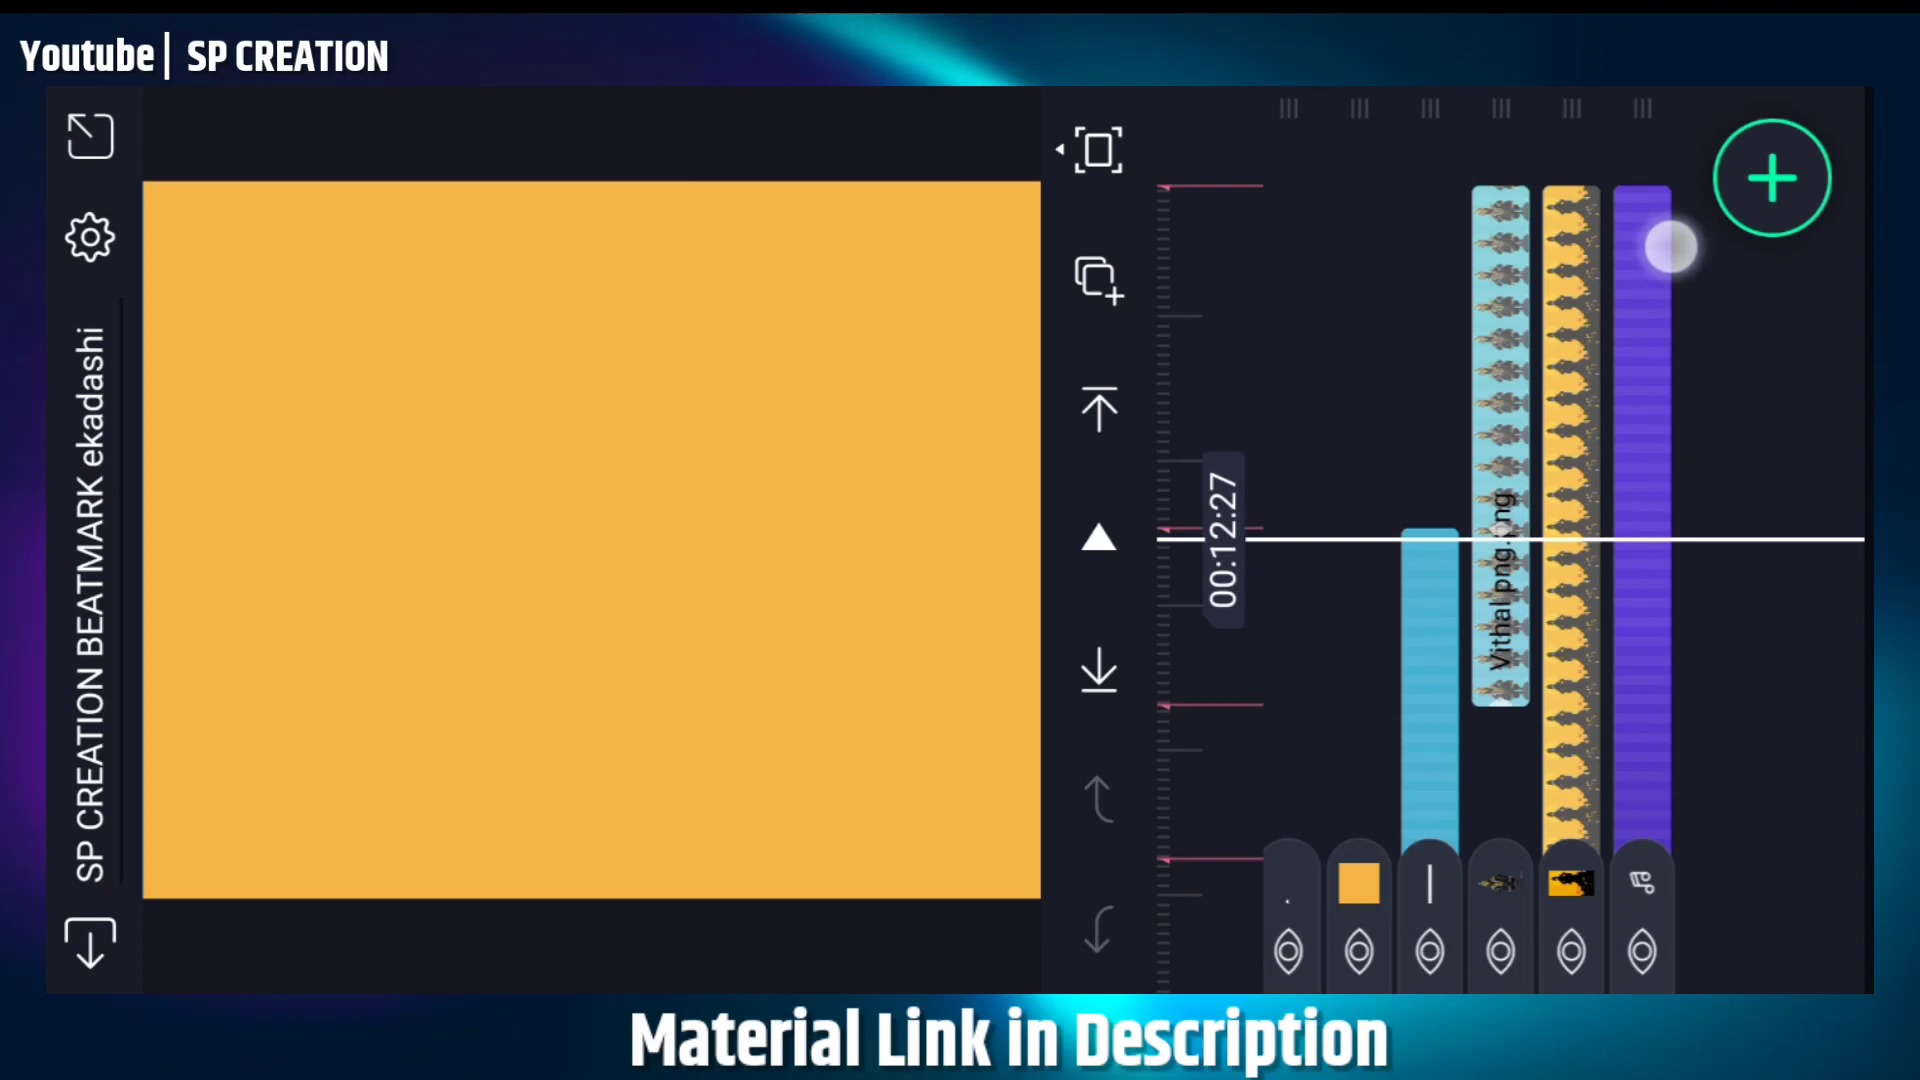 Youtube| SP CREATION
SP CREATION BEATMARK ekadashi
00:12:27
Vithal png.png
Material Link in Description